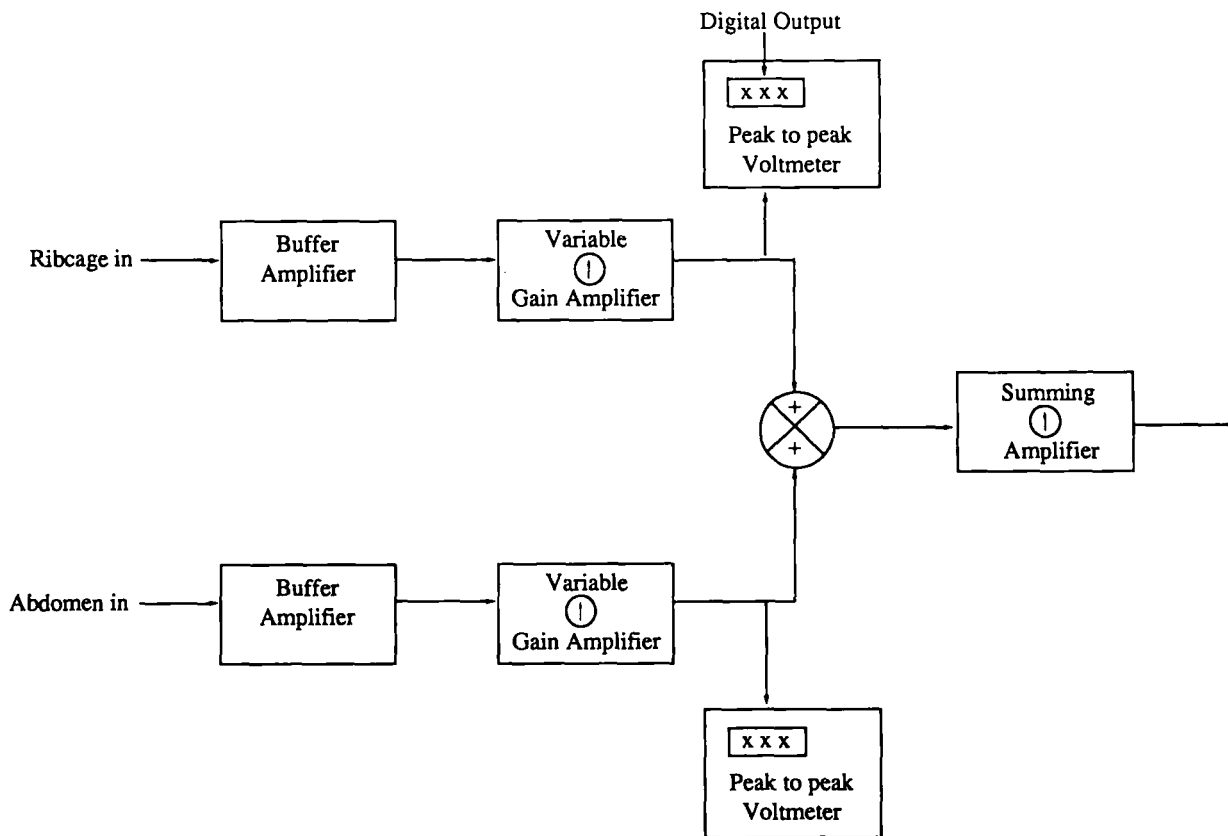 Digital Output
x x x
Peak to peak
Voltmeter
Ribcage in
Buffer
Amplifier
Variable
Gain Amplifier
+
+
Summing
Amplifier
Abdomen in
Buffer
Amplifier
Variable
Gain Amplifier
x x x
Peak to peak
Voltmeter